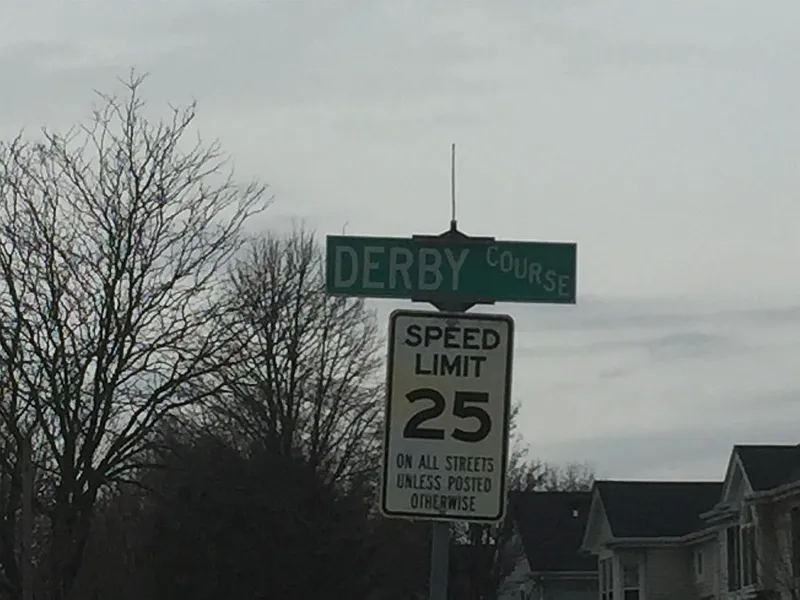 DERBY COURSE
SPEED
LIMIT
25
ON ALL STREETS
UNLESS POSTED
OTHERWISE